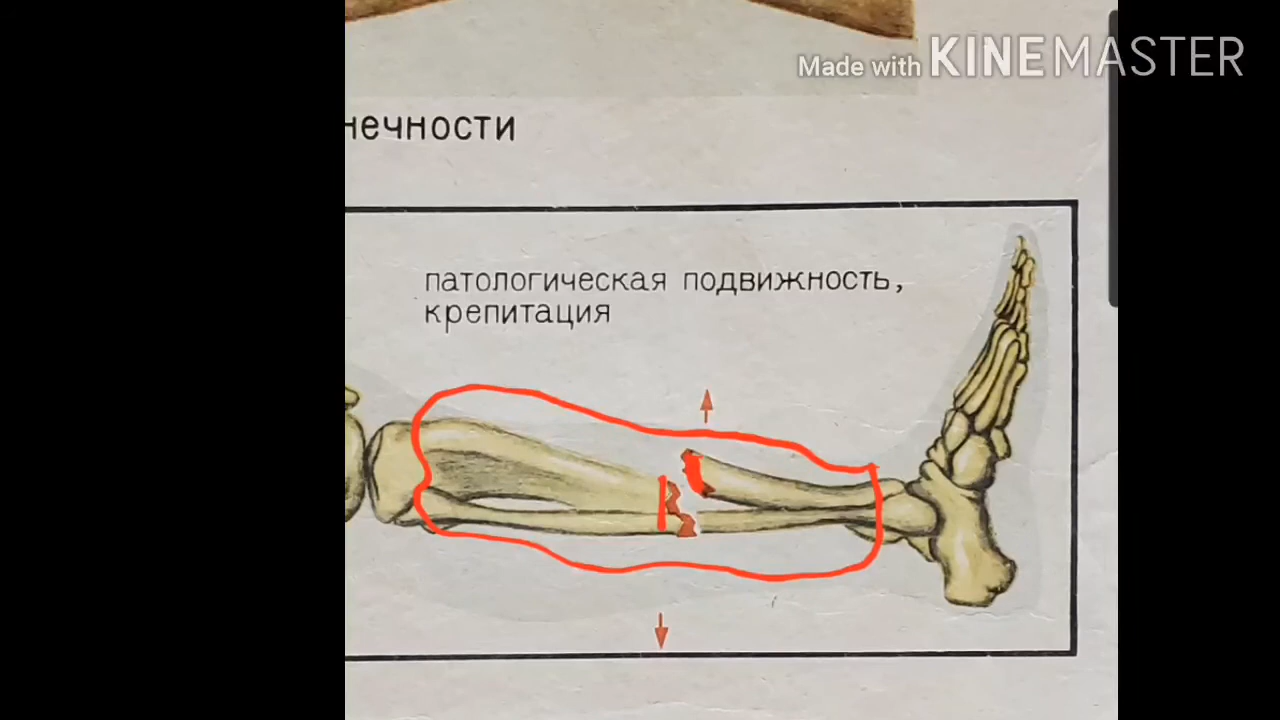 Made with KINEMASTER
нечности
патологическая подвижность,
крепитация